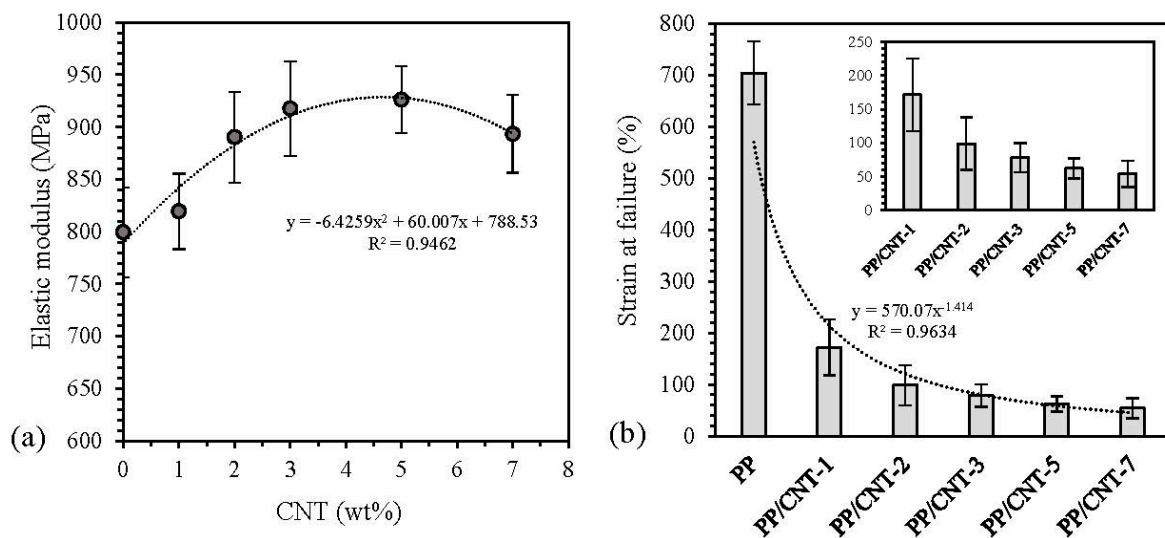 1000
950
900
850
800
750
700
650
600
Elastic modulus (MPa)
y = -6.4259x² + 60.007x + 788.53
R² = 0.9462
0 1 2 3 4 5 6 7 8
CNT (wt%)
(a)
800
700
600
500
400
300
200
100
0
Strain at failure (%)
250
200
150
100
50
0
PP/CNT-1
PP/CNT-2
PP/CNT-3
PP/CNT-5
PP/CNT-7
y = 570.07x⁻¹·⁴¹⁴
R² = 0.9634
PP
PP/CNT-1
PP/CNT-2
PP/CNT-3
PP/CNT-5
PP/CNT-7
(b)